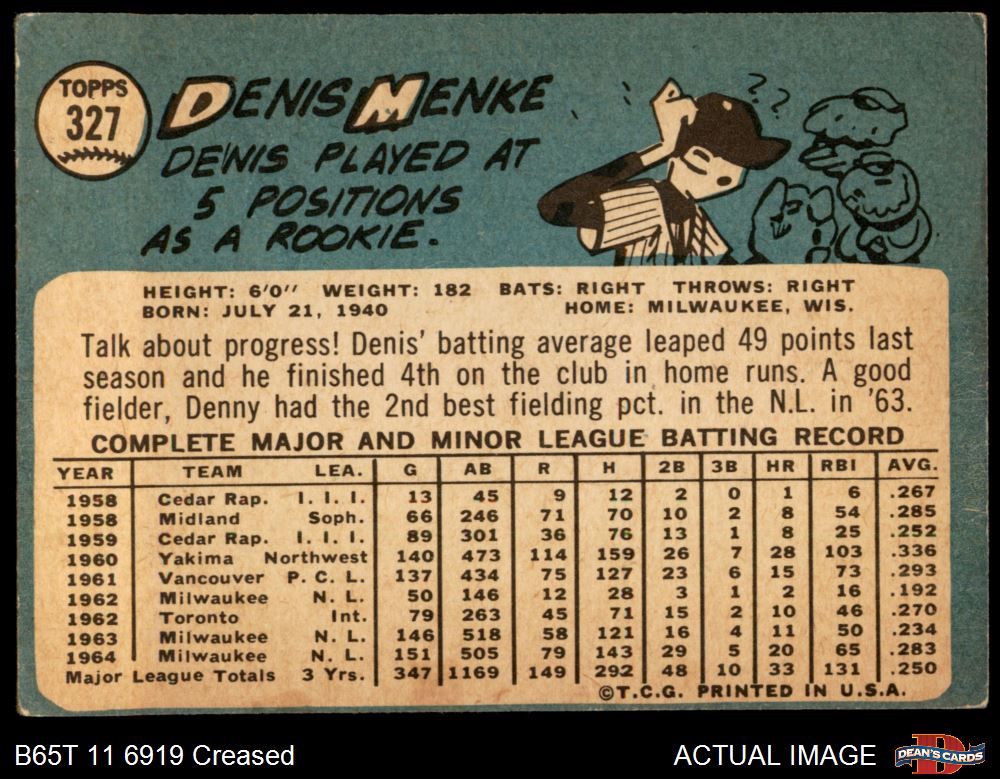 TOPPS
327
DENIS MENKE
DENIS PLAYED AT
5 POSITIONS
AS A ROOKIE.
? ?
HEIGHT: 6'0" WEIGHT: 182 BATS: RIGHT THROWS: RIGHT
BORN: JULY 21, 1940 HOME: MILWAUKEE, WIS.
Talk about progress! Denis' batting average leaped 49 points last
season and he finished 4th on the club in home runs. A good
fielder, Denny had the 2nd best fielding pct. in the N.L. in '63.
COMPLETE MAJOR AND MINOR LEAGUE BATTING RECORD
YEAR TEAM LEA. G AB R H 2B 3B HR RBI AVG.
1958 Cedar Rap. I. I. I. 13 45 9 12 2 0 1 6 .267
1958 Midland Soph. 66 246 71 70 10 2 8 54 .285
1959 Cedar Rap. I. I. I. 89 301 36 76 13 1 8 25 .252
1960 Yakima Northwest 140 473 114 159 26 7 28 103 .336
1961 Vancouver P. C. L. 137 434 75 127 23 6 15 73 .293
1962 Milwaukee N. L. 50 146 12 28 3 1 2 16 .192
1962 Toronto Int. 79 263 45 71 15 2 10 46 .270
1963 Milwaukee N. L. 146 518 58 121 16 4 11 50 .234
1964 Milwaukee N. L. 151 505 79 143 29 5 20 65 .283
Major League Totals 3 Yrs. 347 1169 149 292 48 10 33 131 .250
©T.C.G. PRINTED IN U.S.A.
B65T 11 6919 Creased ACTUAL IMAGE
DEAN'S CARDS